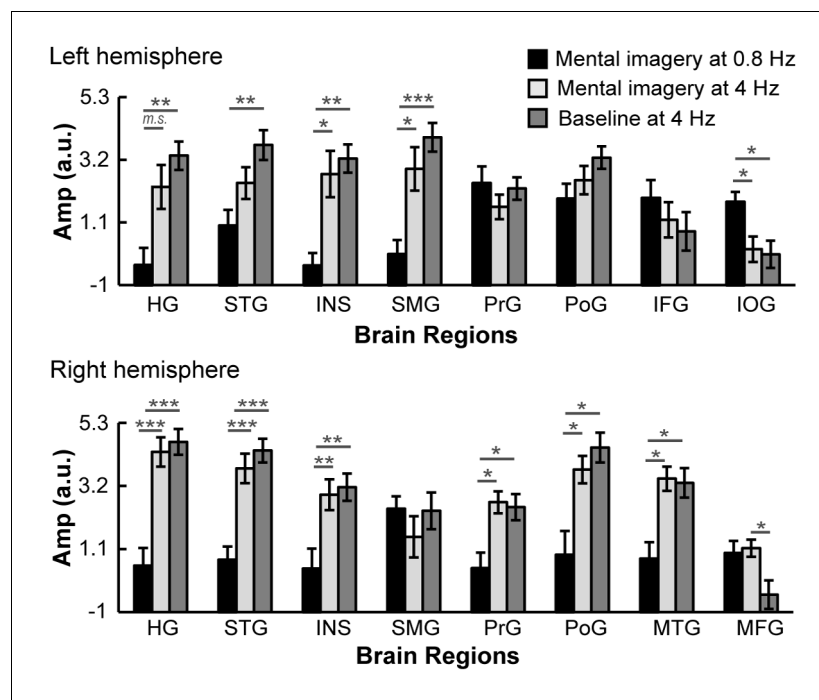 Left hemisphere
Mental imagery at 0.8 Hz
Mental imagery at 4 Hz
Baseline at 4 Hz
Amp (a.u.)
5.3
3.2
1.1
-1
** ** ** *** *
m.s. * * *
HG STG INS SMG PrG PoG IFG IOG
Brain Regions
Right hemisphere
Amp (a.u.)
5.3
3.2
1.1
-1
*** *** ** * * * *
*** *** ** * * *
HG STG INS SMG PrG PoG MTG MFG
Brain Regions